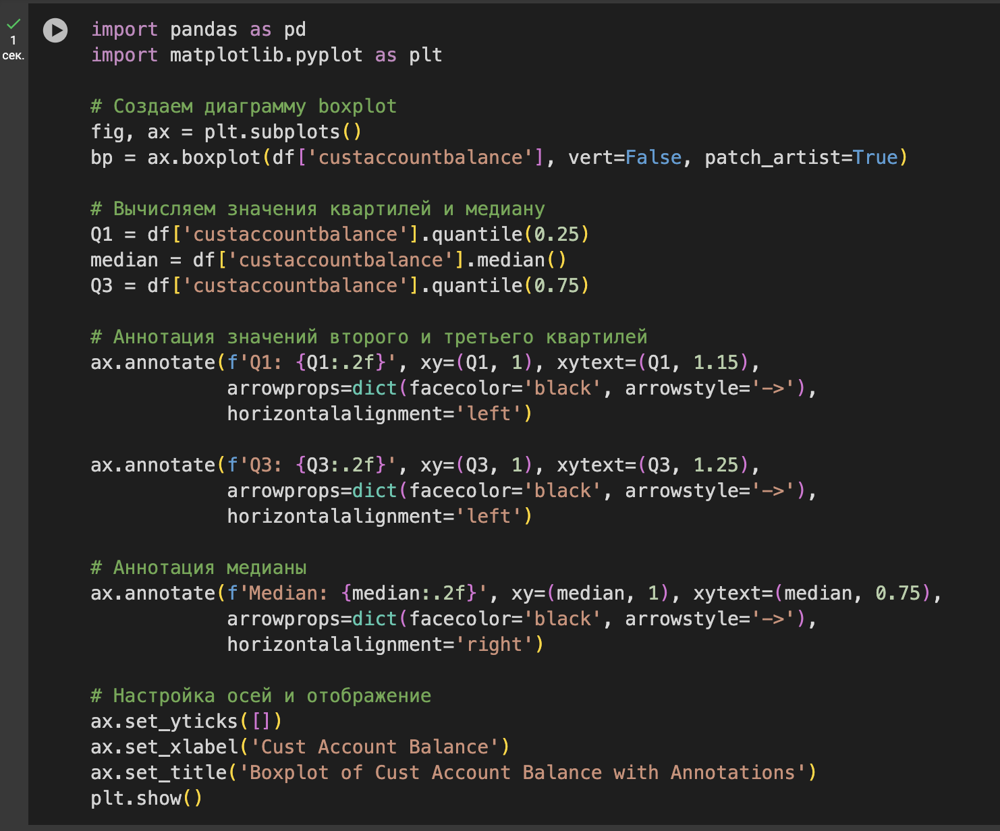 1
сек.
import pandas as pd
import matplotlib.pyplot as plt
# Создаем диаграмму boxplot
fig, ax = plt.subplots()
bp = ax.boxplot(df['custaccountbalance'], vert=False, patch_artist=True)
# Вычисляем значения квартилей и медиану
Q1 = df['custaccountbalance'].quantile(0.25)
median = df['custaccountbalance'].median()
Q3 = df['custaccountbalance'].quantile(0.75)
# Аннотация значений второго и третьего квартилей
ax.annotate(f'Q1: {Q1:.2f}', xy=(Q1, 1), xytext=(Q1, 1.15),
            arrowprops=dict(facecolor='black', arrowstyle='->'),
            horizontalalignment='left')
ax.annotate(f'Q3: {Q3:.2f}', xy=(Q3, 1), xytext=(Q3, 1.25),
            arrowprops=dict(facecolor='black', arrowstyle='->'),
            horizontalalignment='left')
# Аннотация медианы
ax.annotate(f'Median: {median:.2f}', xy=(median, 1), xytext=(median, 0.75),
            arrowprops=dict(facecolor='black', arrowstyle='->'),
            horizontalalignment='right')
# Настройка осей и отображение
ax.set_yticks([])
ax.set_xlabel('Cust Account Balance')
ax.set_title('Boxplot of Cust Account Balance with Annotations')
plt.show()